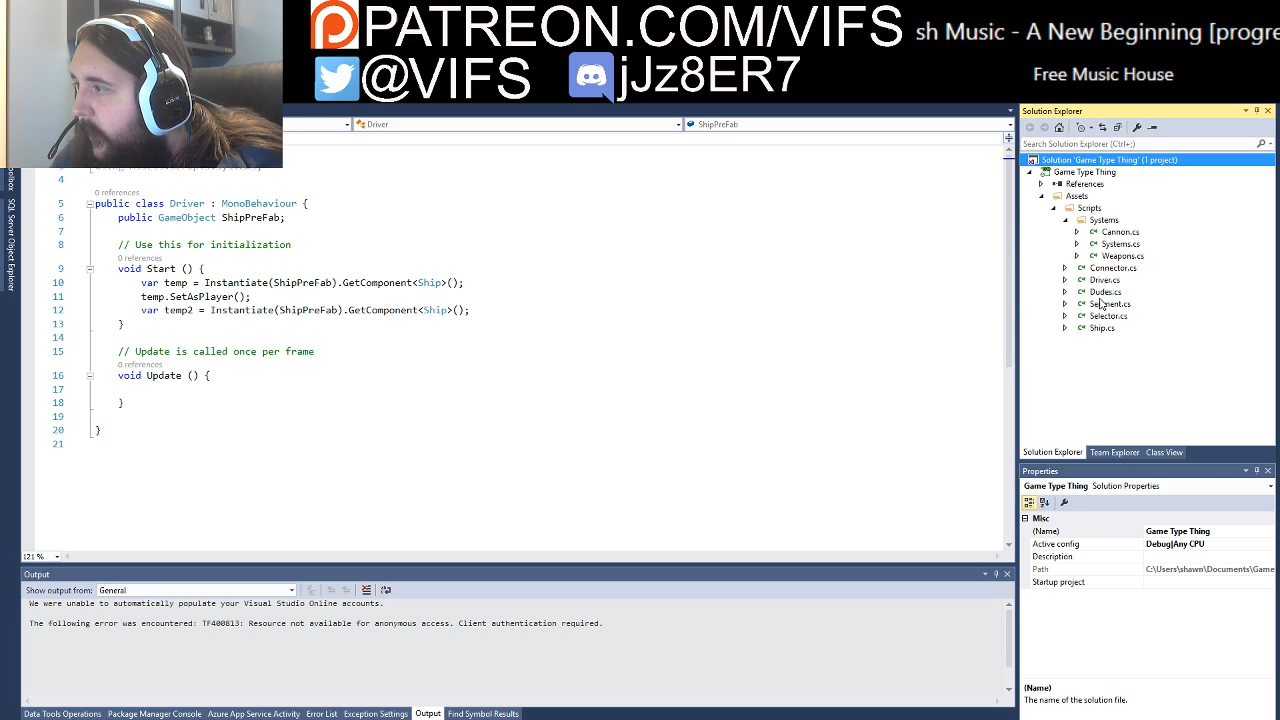 PATREON.COM/VIFS
@VIFS
jJz8ER7
sh Music - A New Beginning [progre
Free Music House
Driver
ShipPreFab
4
0 references
5 public class Driver : MonoBehaviour {
6 public GameObject ShipPreFab;
7
8 // Use this for initialization
0 references
9 void Start () {
10 var temp = Instantiate(ShipPreFab).GetComponent<Ship>();
11 temp.SetAsPlayer();
12 var temp2 = Instantiate(ShipPreFab).GetComponent<Ship>();
13 }
14
15 // Update is called once per frame
0 references
16 void Update () {
17
18 }
19
20 }
21
121 %
Toolbox
SQL Server Object Explorer
Solution Explorer
Search Solution Explorer (Ctrl+;)
Solution 'Game Type Thing' (1 project)
Game Type Thing
References
Assets
Scripts
Systems
Cannon.cs
Systems.cs
Weapons.cs
Connector.cs
Driver.cs
Dudes.cs
Segment.cs
Selector.cs
Ship.cs
Solution Explorer Team Explorer Class View
Properties
Game Type Thing Solution Properties
Misc
(Name) Game Type Thing
Active config Debug|Any CPU
Description
Path C:\Users\shawn\Documents\Game
Startup project
(Name)
The name of the solution file.
Output
Show output from: General
We were unable to automatically populate your Visual Studio Online accounts.
The following error was encountered: TF400813: Resource not available for anonymous access. Client authentication required.
Data Tools Operations Package Manager Console Azure App Service Activity Error List Exception Settings Output Find Symbol Results